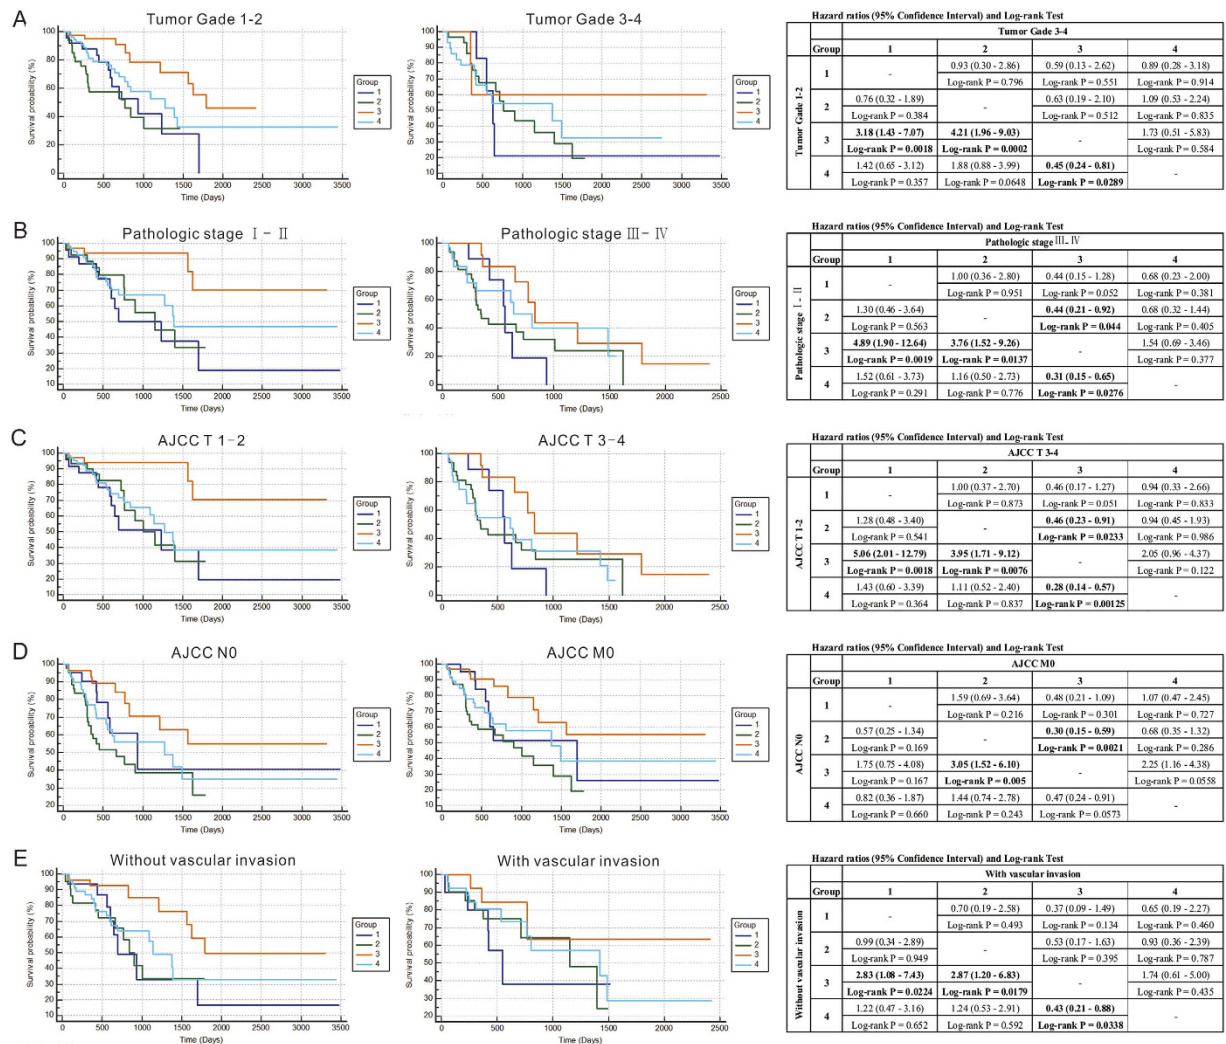 A
Tumor Gade 1-2
Tumor Gade 3-4
Survival probability (%)
Time (Days)
Group
1
2
3
4
Hazard ratios (95% Confidence Interval) and Log-rank Test
Tumor Grade 3-4
Tumor Grade 1-2
Group 1 2 3 4
1 - 0.93 (0.30 - 2.86) 0.59 (0.13 - 2.62) 0.89 (0.28 - 3.18)
Log-rank P = 0.796 Log-rank P = 0.551 Log-rank P = 0.914
2 0.76 (0.32 - 1.89) - 0.63 (0.19 - 2.10) 1.09 (0.53 - 2.24)
Log-rank P = 0.384 Log-rank P = 0.512 Log-rank P = 0.835
3 3.18 (1.43 - 7.07) 4.21 (1.96 - 9.03) - 1.73 (0.51 - 5.83)
Log-rank P = 0.0018 Log-rank P = 0.0002 Log-rank P = 0.584
4 1.42 (0.65 - 3.12) 1.88 (0.88 - 3.99) 0.45 (0.24 - 0.81) -
Log-rank P = 0.357 Log-rank P = 0.0648 Log-rank P = 0.0289
B
Pathologic stage Ⅰ - Ⅱ
Pathologic stage Ⅲ- Ⅳ
Survival probability (%)
Time (Days)
Group
1
2
3
4
Hazard ratios (95% Confidence Interval) and Log-rank Test
Pathologic stage Ⅲ- Ⅳ
Pathologic stage Ⅰ - Ⅱ
Group 1 2 3 4
1 - 1.00 (0.36 - 2.80) 0.44 (0.15 - 1.28) 0.68 (0.23 - 2.00)
Log-rank P = 0.951 Log-rank P = 0.052 Log-rank P = 0.381
2 1.30 (0.46 - 3.64) - 0.44 (0.21 - 0.92) 0.68 (0.32 - 1.44)
Log-rank P = 0.563 Log-rank P = 0.044 Log-rank P = 0.405
3 4.89 (1.90 - 12.64) 3.76 (1.52 - 9.26) - 1.54 (0.69 - 3.46)
Log-rank P = 0.0019 Log-rank P = 0.0137 Log-rank P = 0.377
4 1.52 (0.61 - 3.73) 1.16 (0.50 - 2.73) 0.31 (0.15 - 0.65) -
Log-rank P = 0.291 Log-rank P = 0.776 Log-rank P = 0.0276
C
AJCC T 1-2
AJCC T 3-4
Survival probability (%)
Time (Days)
Group
1
2
3
4
Hazard ratios (95% Confidence Interval) and Log-rank Test
AJCC T 3-4
AJCC T 1-2
Group 1 2 3 4
1 - 1.00 (0.37 - 2.70) 0.46 (0.17 - 1.27) 0.94 (0.33 - 2.66)
Log-rank P = 0.873 Log-rank P = 0.051 Log-rank P = 0.833
2 1.28 (0.48 - 3.40) - 0.46 (0.23 - 0.91) 0.94 (0.45 - 1.93)
Log-rank P = 0.541 Log-rank P = 0.0233 Log-rank P = 0.986
3 5.06 (2.01 - 12.79) 3.95 (1.71 - 9.12) - 2.05 (0.96 - 4.37)
Log-rank P = 0.0018 Log-rank P = 0.0076 Log-rank P = 0.122
4 1.43 (0.60 - 3.39) 1.11 (0.52 - 2.40) 0.28 (0.14 - 0.57) -
Log-rank P = 0.364 Log-rank P = 0.837 Log-rank P = 0.00125
D
AJCC N0
AJCC M0
Survival probability (%)
Time (Days)
Group
1
2
3
4
Hazard ratios (95% Confidence Interval) and Log-rank Test
AJCC M0
AJCC N0
Group 1 2 3 4
1 - 1.59 (0.69 - 3.64) 0.48 (0.21 - 1.09) 1.07 (0.47 - 2.45)
Log-rank P = 0.216 Log-rank P = 0.301 Log-rank P = 0.727
2 0.57 (0.25 - 1.34) - 0.30 (0.15 - 0.59) 0.68 (0.35 - 1.32)
Log-rank P = 0.169 Log-rank P = 0.0021 Log-rank P = 0.286
3 1.75 (0.75 - 4.08) 3.05 (1.52 - 6.10) - 2.25 (1.16 - 4.38)
Log-rank P = 0.167 Log-rank P = 0.005 Log-rank P = 0.0558
4 0.82 (0.36 - 1.87) 1.44 (0.74 - 2.78) 0.47 (0.24 - 0.91) -
Log-rank P = 0.660 Log-rank P = 0.243 Log-rank P = 0.0573
E
Without vascular invasion
With vascular invasion
Survival probability (%)
Time (Days)
Group
1
2
3
4
Hazard ratios (95% Confidence Interval) and Log-rank Test
With vascular invasion
Without vascular invasion
Group 1 2 3 4
1 - 0.70 (0.19 - 2.58) 0.37 (0.09 - 1.49) 0.65 (0.19 - 2.27)
Log-rank P = 0.493 Log-rank P = 0.134 Log-rank P = 0.460
2 0.99 (0.34 - 2.89) - 0.53 (0.17 - 1.63) 0.93 (0.36 - 2.39)
Log-rank P = 0.949 Log-rank P = 0.395 Log-rank P = 0.787
3 2.83 (1.08 - 7.43) 2.87 (1.20 - 6.83) - 1.74 (0.61 - 5.00)
Log-rank P = 0.0224 Log-rank P = 0.0179 Log-rank P = 0.435
4 1.22 (0.47 - 3.16) 1.24 (0.53 - 2.91) 0.43 (0.21 - 0.88) -
Log-rank P = 0.652 Log-rank P = 0.592 Log-rank P = 0.0338